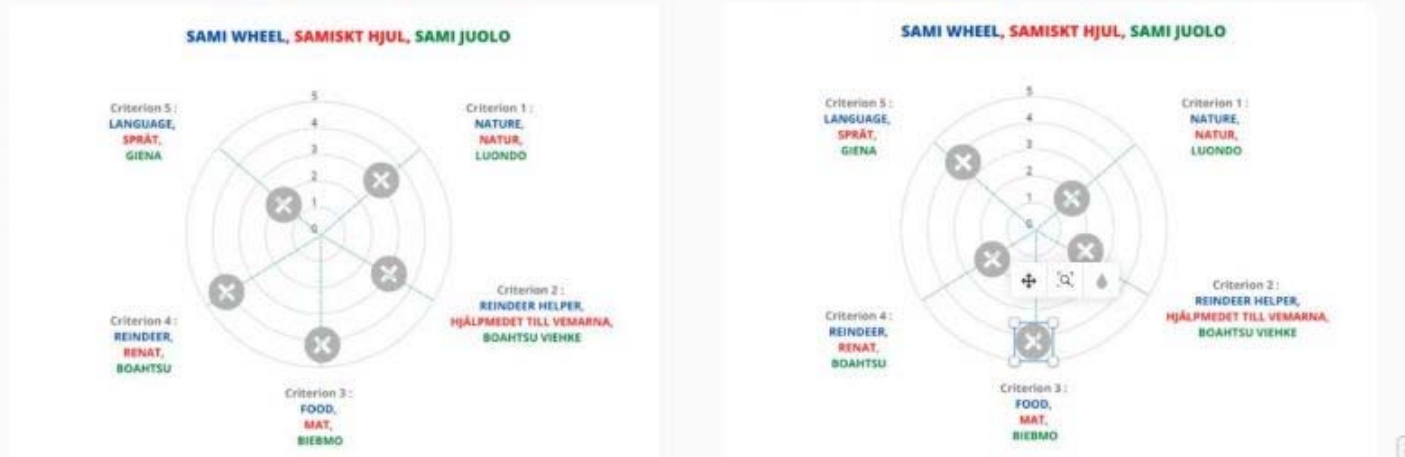 SAMI WHEEL, SAMISKT HJUL, SAMI JUOLO
Criterion 5 :
LANGUAGE,
SPRÅT,
GIENA
5
4
3
2
1
0
Criterion 1 :
NATURE,
NATUR,
LUONDO
Criterion 4 :
REINDEER,
RENAT,
BOAHTSU
Criterion 2 :
REINDEER HELPER,
HJÄLPMEDET TILL VEMARNA,
BOAHTSU VIEHKE
Criterion 3 :
FOOD,
MAT,
BIEBMO
SAMI WHEEL, SAMISKT HJUL, SAMI JUOLO
Criterion 5 :
LANGUAGE,
SPRÅT,
GIENA
5
4
3
2
1
0
Criterion 1 :
NATURE,
NATUR,
LUONDO
Criterion 4 :
REINDEER,
RENAT,
BOAHTSU
Criterion 2 :
REINDEER HELPER,
HJÄLPMEDET TILL VEMARNA,
BOAHTSU VIEHKE
Criterion 3 :
FOOD,
MAT,
BIEBMO